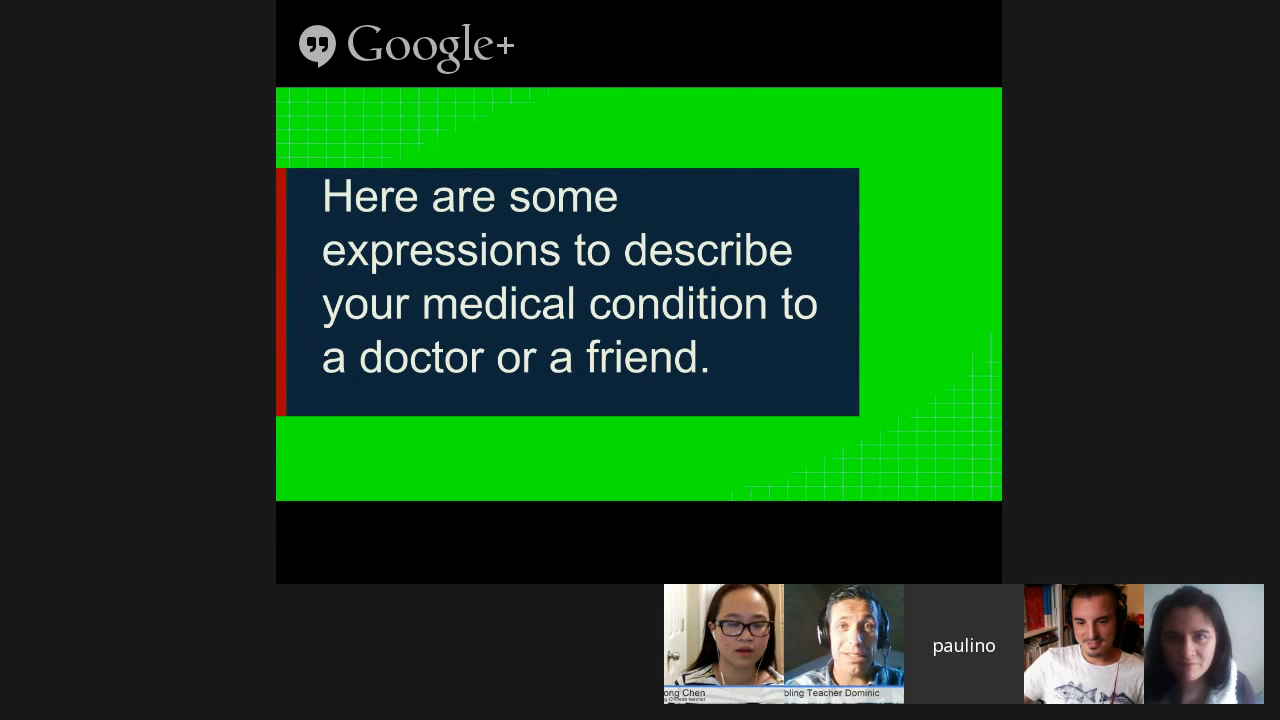 Google+
Here are some
expressions to describe
your medical condition to
a doctor or a friend.
paulino
ong Chen
bling Teacher Dominic